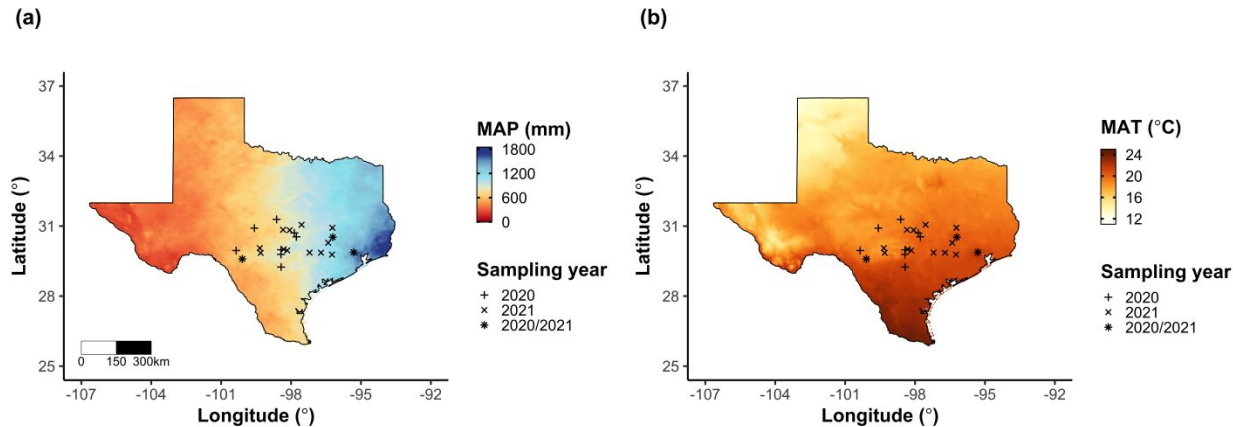 (a)
Latitude (°)
37
34
31
28
25
0 150 300km
-107 -104 -101 -98 -95 -92
Longitude (°)
MAP (mm)
1800
1200
600
0
Sampling year
2020
2021
2020/2021
(b)
Latitude (°)
37
34
31
28
25
-107 -104 -101 -98 -95 -92
Longitude (°)
MAT (°C)
24
20
16
12
Sampling year
2020
2021
2020/2021